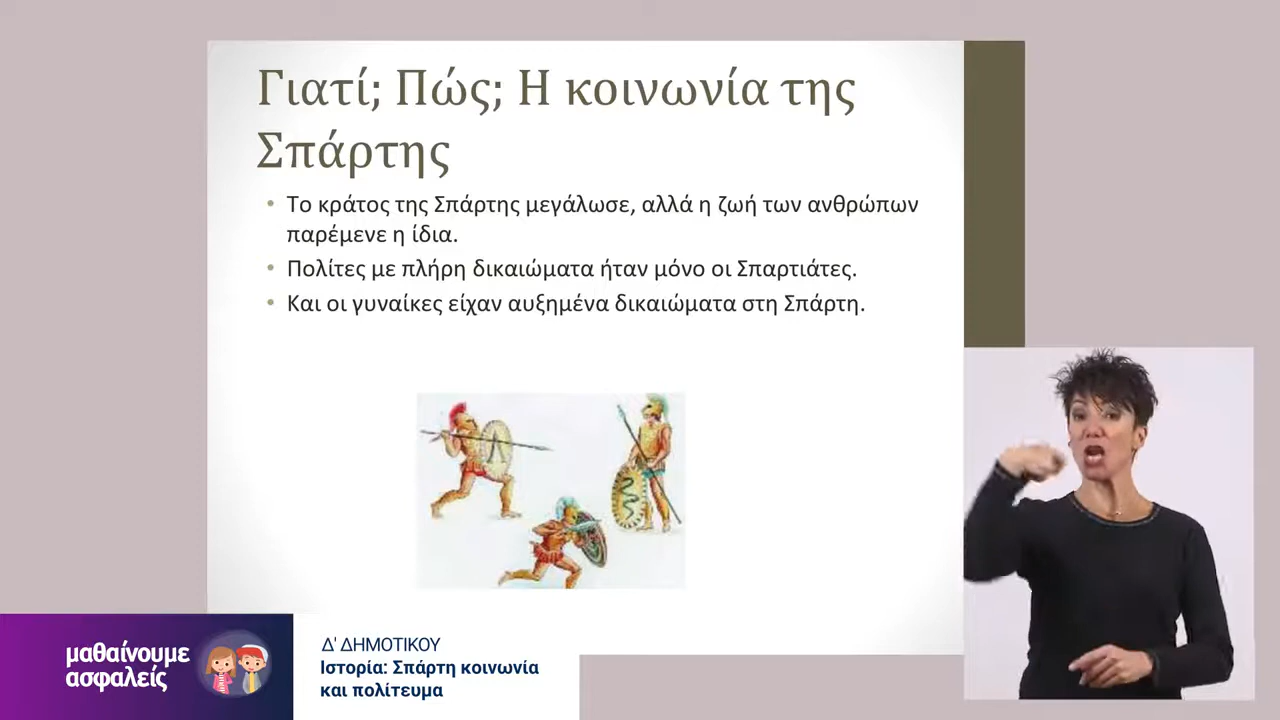 Γιατί; Πώς; Η κοινωνία της
Σπάρτης
• Το κράτος της Σπάρτης μεγάλωσε, αλλά η ζωή των ανθρώπων
παρέμενε η ίδια.
• Πολίτες με πλήρη δικαιώματα ήταν μόνο οι Σπαρτιάτες.
• Και οι γυναίκες είχαν αυξημένα δικαιώματα στη Σπάρτη.
μαθαίνουμε
ασφαλείς
Δ' ΔΗΜΟΤΙΚΟΥ
Ιστορία: Σπάρτη κοινωνία
και πολίτευμα